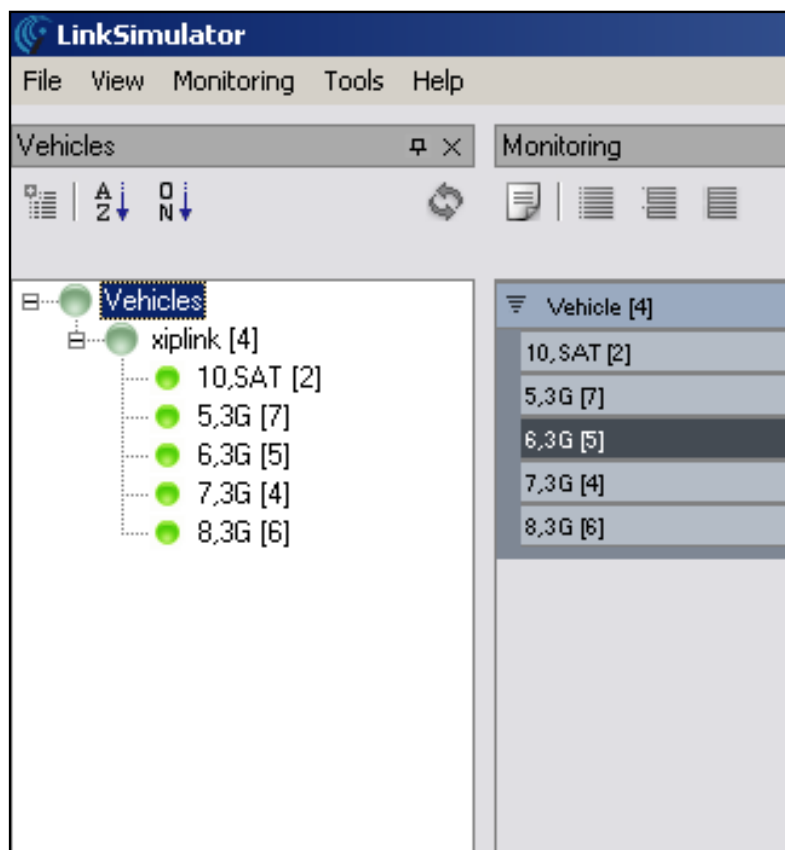 LinkSimulator
File View Monitoring Tools Help
Vehicles
Monitoring
Vehicles
xiplink [4]
10,SAT [2]
5,3G [7]
6,3G [5]
7,3G [4]
8,3G [6]
Vehicle [4]
10,SAT [2]
5,3G [7]
6,3G [5]
7,3G [4]
8,3G [6]